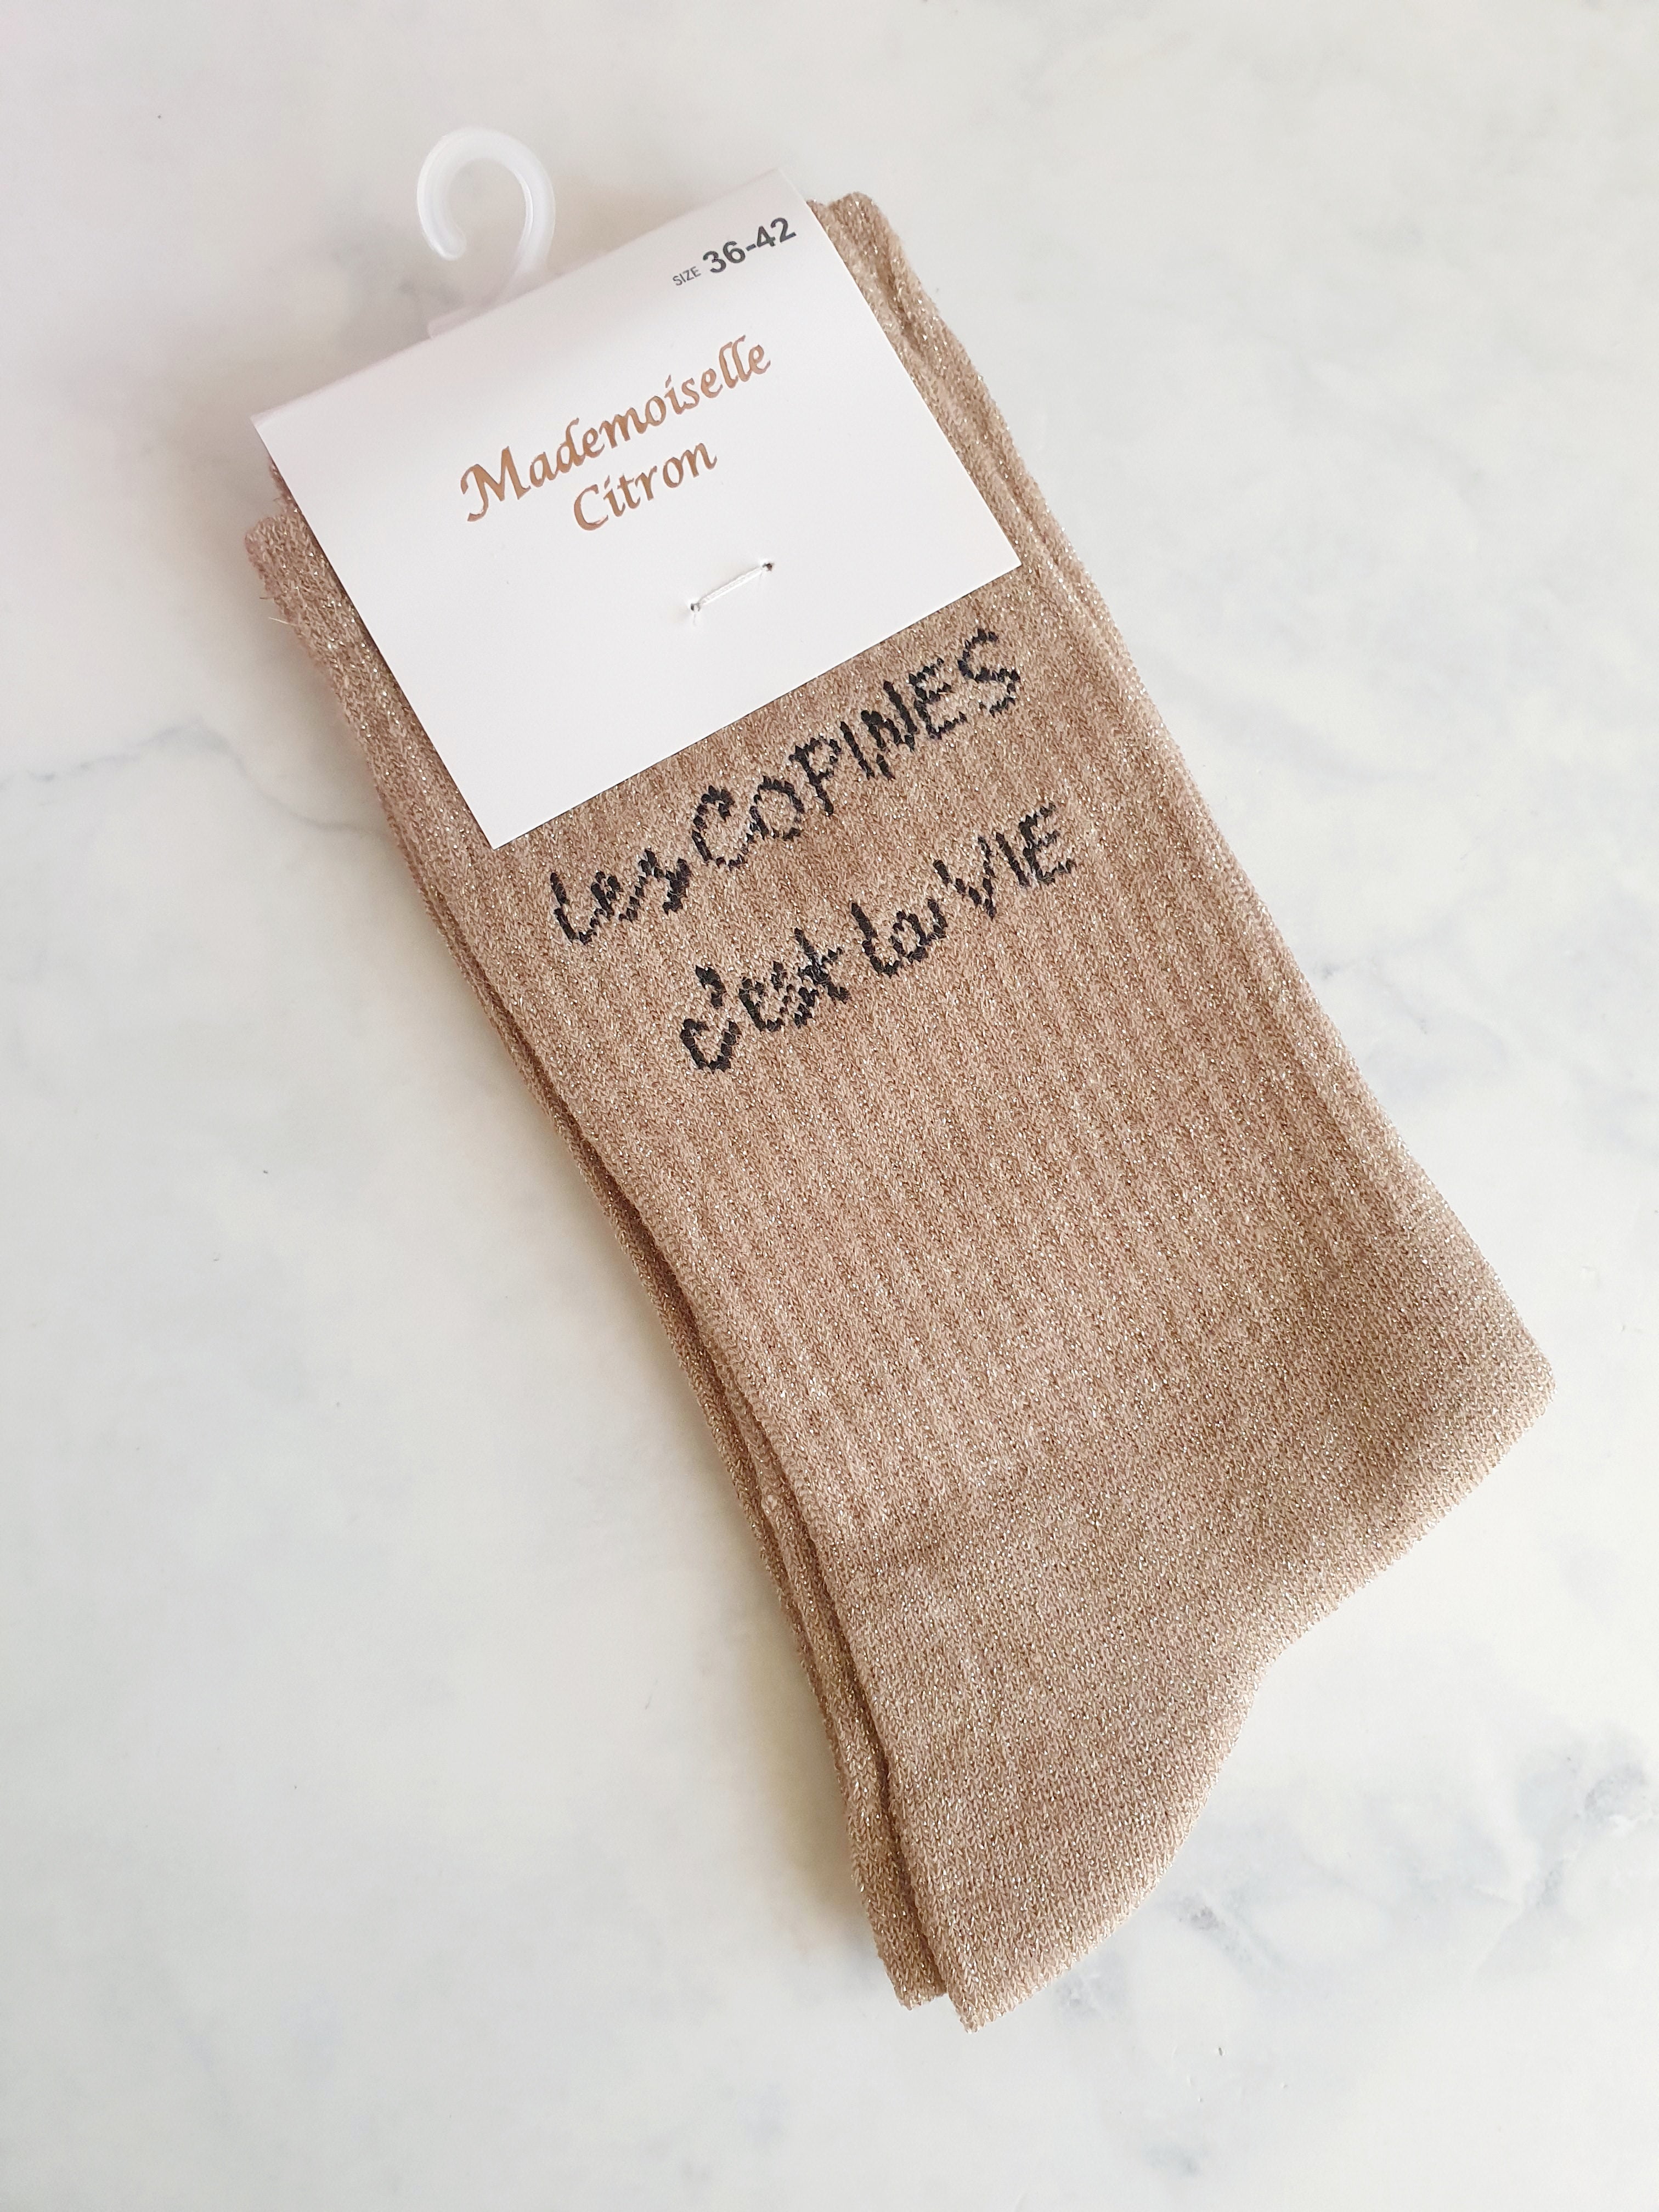 SIZE 36-42
Mademoiselle
Citron
les COPINES
c'est la VIE